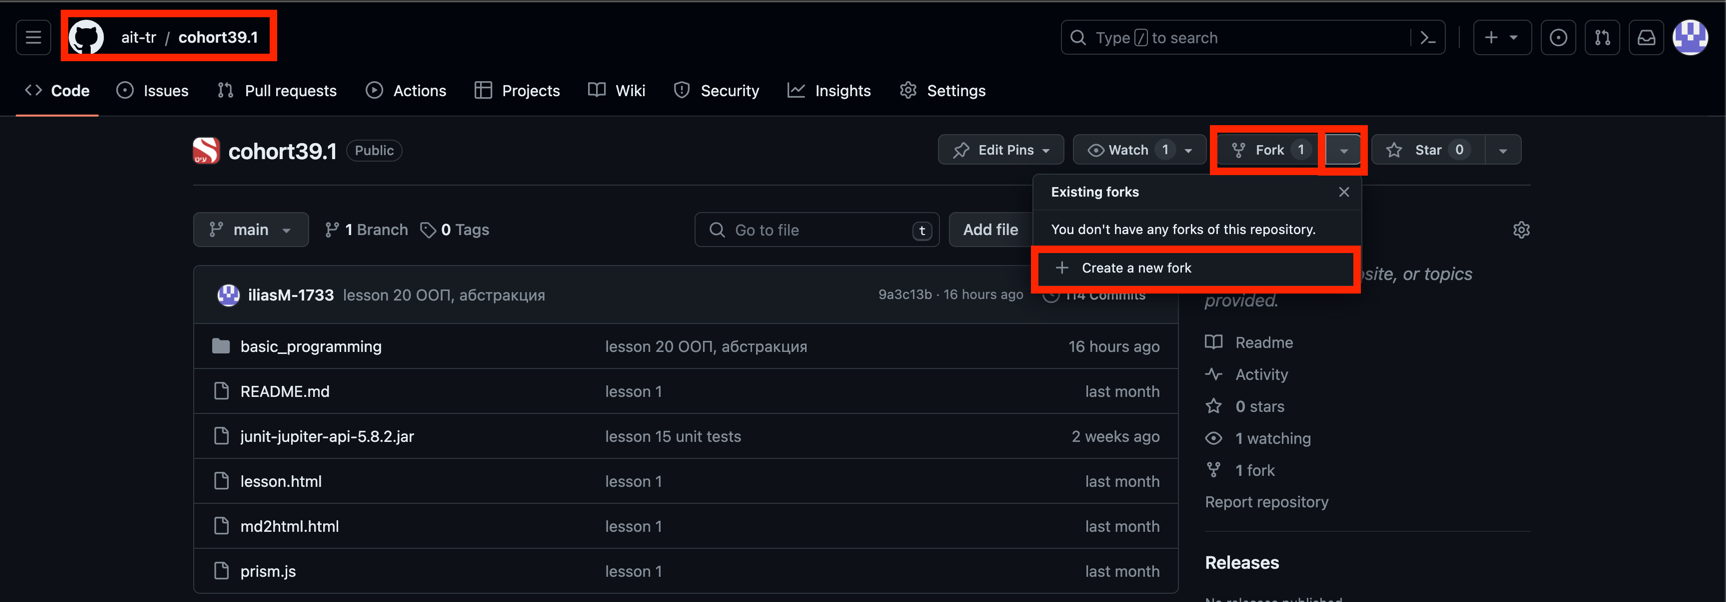 ait-tr / cohort39.1
Type / to search
Code Issues Pull requests Actions Projects Wiki Security Insights Settings
cohort39.1 Public
Edit Pins Watch 1 Fork 1 Star 0
Existing forks
You don't have any forks of this repository.
Create a new fork
main 1 Branch 0 Tags Go to file t Add file
iliasM-1733 lesson 20 ООП, абстракция 9a3c13b · 16 hours ago 114 Commits
basic_programming lesson 20 ООП, абстракция 16 hours ago
README.md lesson 1 last month
junit-jupiter-api-5.8.2.jar lesson 15 unit tests 2 weeks ago
lesson.html lesson 1 last month
md2html.html lesson 1 last month
prism.js lesson 1 last month
site, or topics
provided.
Readme
Activity
0 stars
1 watching
1 fork
Report repository
Releases
No releases published